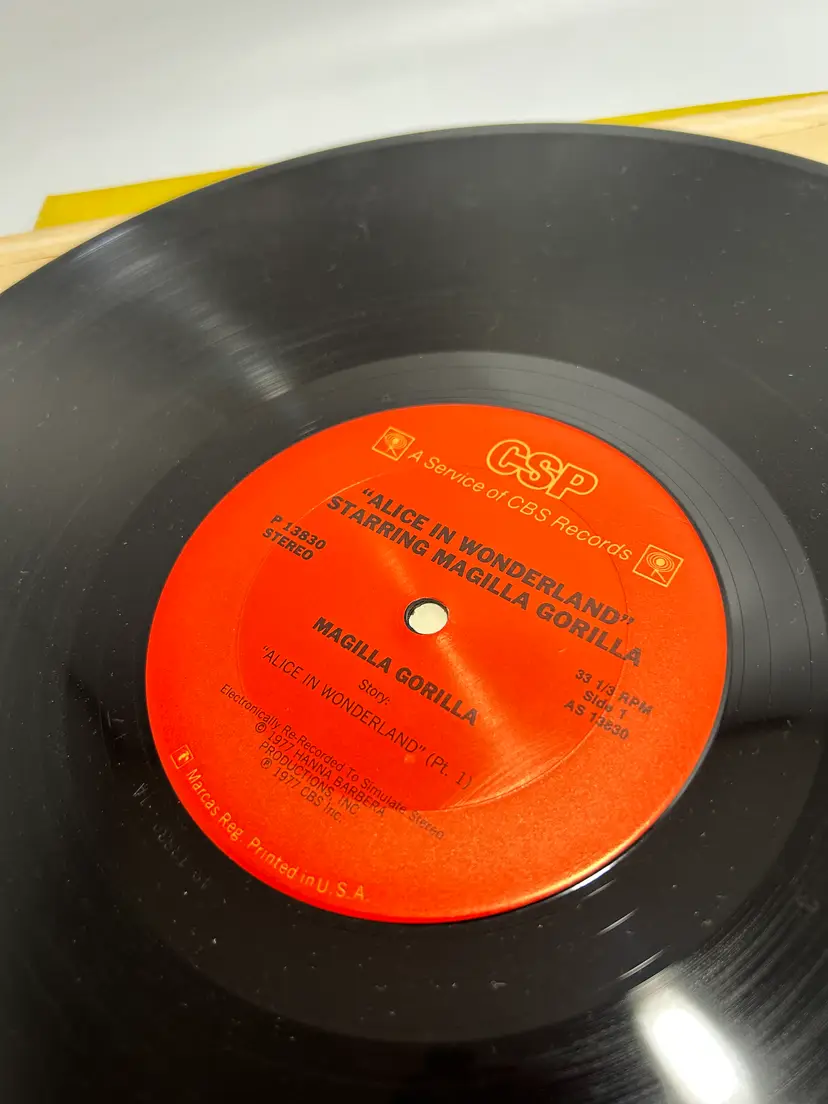 CSP
A Service of CBS Records
"ALICE IN WONDERLAND"
STARRING MAGILLA GORILLA
P 13830
STEREO
MAGILLA GORILLA
33 1/3 RPM
Side 1
AS 13830
Story:
"ALICE IN WONDERLAND" (Pt. 1)
Electronically Re-Recorded To Simulate Stereo
© 1977 HANNA BARBERA
PRODUCTIONS, INC
℗ 1977 CBS Inc.
Marcas Reg. Printed in U.S.A.